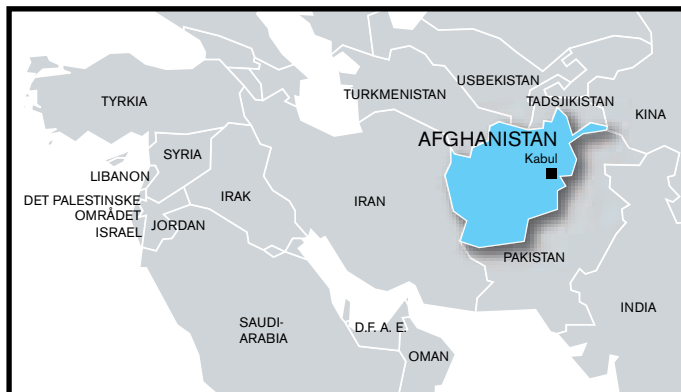 USBEKISTAN
TURKMENISTAN
TADSJIKISTAN
TYRKIA
KINA
AFGHANISTAN
Kabul
SYRIA
LIBANON
IRAK
IRAN
DET PALESTINSKE
OMRÅDET
ISRAEL
JORDAN
PAKISTAN
INDIA
SAUDI-
ARABIA
D.F. A. E.
OMAN